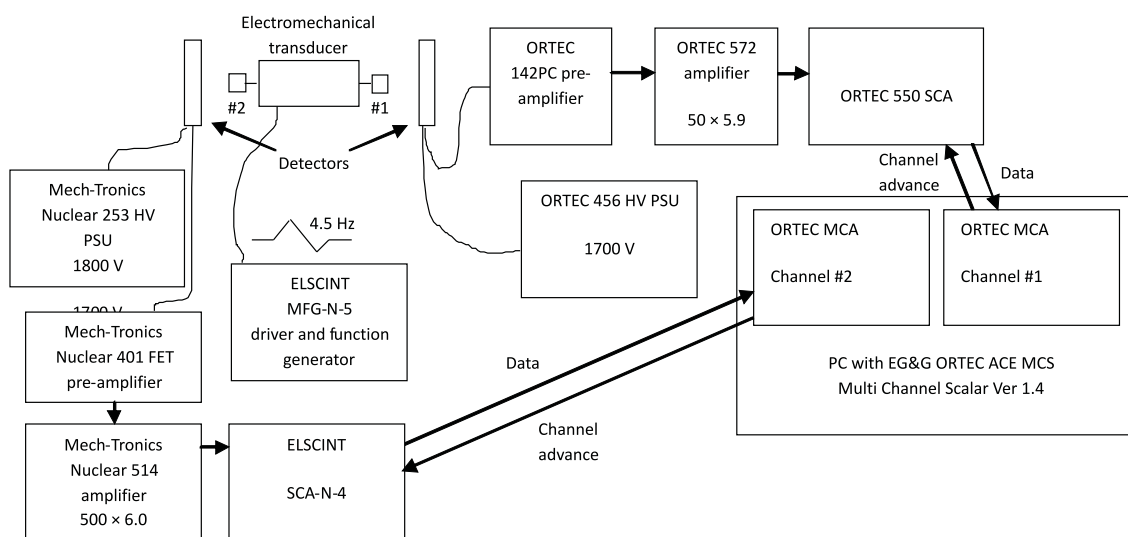 Electromechanical
transducer
#2
#1
Detectors
ORTEC
142PC pre-
amplifier
ORTEC 572
amplifier
50 × 5.9
ORTEC 550 SCA
Channel
advance
Data
Mech-Tronics
Nuclear 253 HV
PSU
1800 V
1700 V
4.5 Hz
ELSCINT
MFG-N-5
driver and function
generator
ORTEC 456 HV PSU
1700 V
ORTEC MCA
Channel #2
ORTEC MCA
Channel #1
PC with EG&G ORTEC ACE MCS
Multi Channel Scalar Ver 1.4
Mech-Tronics
Nuclear 401 FET
pre-amplifier
Data
Channel
advance
Mech-Tronics
Nuclear 514
amplifier
500 × 6.0
ELSCINT
SCA-N-4